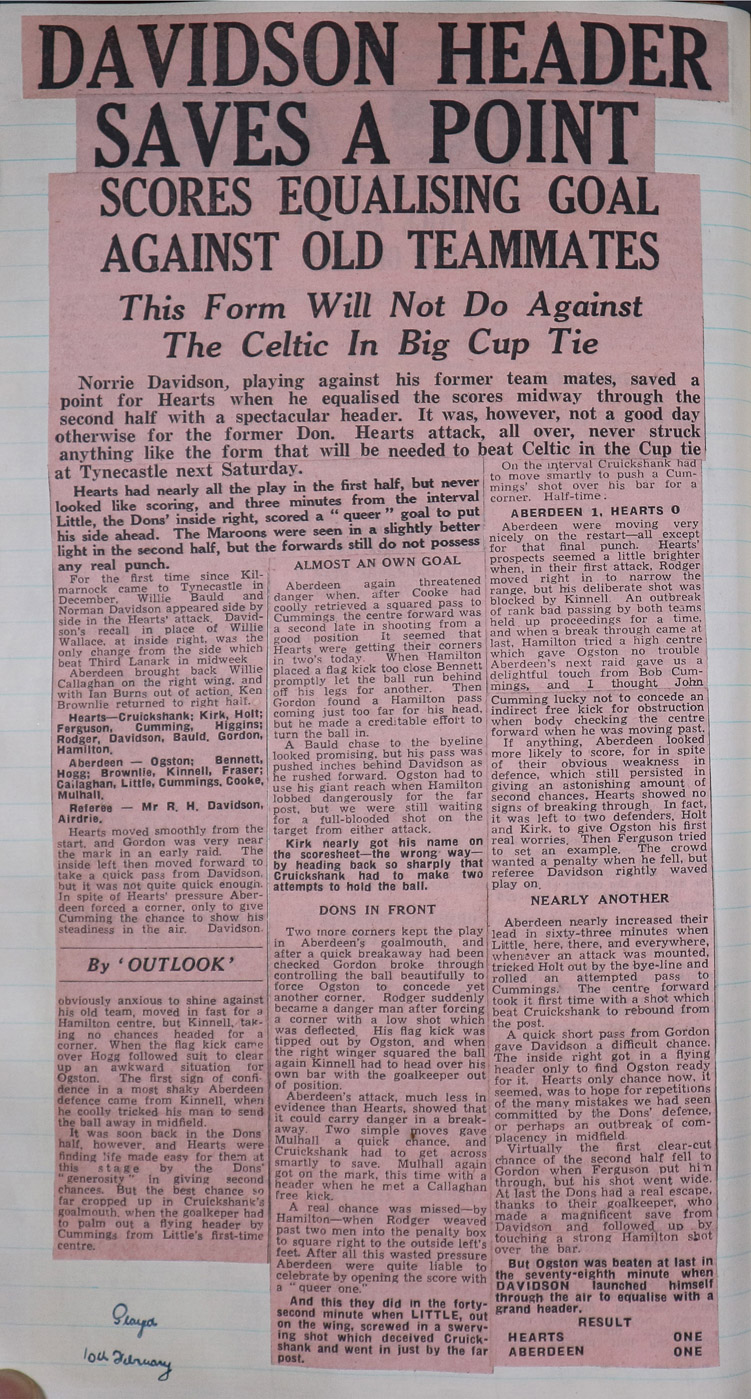 DAVIDSON HEADER
SAVES A POINT
SCORES EQUALISING GOAL
AGAINST OLD TEAMMATES
This Form Will Not Do Against
The Celtic In Big Cup Tie
Norrie Davidson, playing against his former team mates, saved a
point for Hearts when he equalised the scores midway through the
second half with a spectacular header. It was, however, not a good day
otherwise for the former Don. Hearts attack, all over, never struck
anything like the form that will be needed to beat Celtic in the Cup tie
at Tynecastle next Saturday.
Hearts had nearly all the play in the first half, but never
looked like scoring, and three minutes from the interval
Little, the Dons' inside right, scored a "queer" goal to put
his side ahead. The Maroons were seen in a slightly better
light in the second half, but the forwards still do not possess
any real punch.
For the first time since Kil-
marnock came to Tynecastle in
December, Willie Bauld and
Norman Davidson appeared side by
side in the Hearts' attack. David-
son's recall in place of Willie
Wallace, at inside right, was the
only change from the side which
beat Third Lanark in midweek
Aberdeen brought back Willie
Callaghan on the right wing, and
with Ian Burns out of action, Ken
Brownlie returned to right half.
Hearts—Cruickshank; Kirk, Holt;
Ferguson, Cumming, Higgins;
Rodger, Davidson, Bauld, Gordon,
Hamilton.
Aberdeen — Ogston; Bennett,
Hogg; Brownlie, Kinnell, Fraser;
Callaghan, Little, Cummings, Cooke,
Mulhall.
Referee — Mr R. H. Davidson,
Airdrie.
Hearts moved smoothly from the
start, and Gordon was very near
the mark in an early raid. The
inside left then moved forward to
take a quick pass from Davidson,
but it was not quite quick enough.
In spite of Hearts' pressure Aber-
deen forced a corner, only to give
Cumming the chance to show his
steadiness in the air. Davidson,
By 'OUTLOOK'
obviously anxious to shine against
his old team, moved in fast for a
Hamilton centre, but Kinnell, tak-
ing no chances headed for a
corner. When the flag kick came
over Hogg followed suit to clear
up an awkward situation for
Ogston. The first sign of confi-
dence in a most shaky Aberdeen
defence came from Kinnell, when
he coolly tricked his man to send
the ball away in midfield.
It was soon back in the Dons
half, however, and Hearts were
finding life made easy for them at
this stage by the Dons'
"generosity" in giving second
chances. But the best chance so
far cropped up in Cruickshank's
goalmouth, when the goalkeper had
to palm out a flying header by
Cummings from Little's first-time
centre.
ALMOST AN OWN GOAL
Aberdeen again threatened
danger when, after Cooke had
coolly retrieved a squared pass to
Cummings the centre forward was
a second late in shooting from a
good position It seemed that
Hearts were getting their corners
in two's today. When Hamilton
placed a flag kick too close Bennett
promptly let the ball run behind
off his legs for another. Then
Gordon found a Hamilton pass
coming just too far for his head,
but he made a creditable effort to
turn the ball in.
A Bauld chase to the byeline
looked promising, but his pass was
pushed inches behind Davidson as
he rushed forward. Ogston had to
use his giant reach when Hamilton
lobbed dangerously for the far
post, but we were still waiting
for a full-blooded shot on the
target from either attack.
Kirk nearly got his name on
the scoresheet—the wrong way—
by heading back so sharply that
Cruickshank had to make two
attempts to hold the ball.
DONS IN FRONT
Two more corners kept the play
in Aberdeen's goalmouth, and
after a quick breakaway had been
checked Gordon broke through
controlling the ball beautifully to
force Ogston to concede yet
another corner. Rodger suddenly
became a danger man after forcing
a corner with a low shot which
was deflected. His flag kick was
tipped out by Ogston, and when
the right winger squared the ball
again Kinnell had to head over his
own bar with the goalkeeper out
of position.
Aberdeen's attack, much less in
evidence than Hearts, showed that
it could carry danger in a break-
away. Two simple moves gave
Mulhall a quick chance, and
Cruickshank had to get across
smartly to save. Mulhall again
got on the mark, this time with a
header when he met a Callaghan
free kick.
A real chance was missed—by
Hamilton—when Rodger weaved
past two men into the penalty box
to square right to the outside left's
feet. After all this wasted pressure
Aberdeen were quite liable to
celebrate by opening the score with
a "queer one."
And this they did in the forty-
second minute when LITTLE, out
on the wing, screwed in a swerv-
ing shot which deceived Cruick-
shank and went in just by the far
post.
On the interval Cruickshank had
to move smartly to push a Cum-
mings' shot over his bar for a
corner. Half-time:
ABERDEEN 1, HEARTS 0
Aberdeen were moving very
nicely on the restart—all except
for that final punch. Hearts'
prospects seemed a little brighter
when, in their first attack, Rodger
moved right in to narrow the
range, but his deliberate shot was
blocked by Kinnell. An outbreak
of rank bad passing by both teams
held up proceedings for a time,
and when a break through came at
last, Hamilton tried a high centre
which gave Ogston no trouble
Aberdeen's next raid gave us a
delightful touch from Bob Cum-
mings, and I thought John
Cumming lucky not to concede an
indirect free kick for obstruction
when body checking the centre
forward when he was moving past.
If anything, Aberdeen looked
more likely to score, for in spite
of their obvious weakness in
defence, which still persisted in
giving an astonishing amount of
second chances, Hearts showed no
signs of breaking through. In fact,
it was left to two defenders, Holt
and Kirk, to give Ogston his first
real worries. Then Ferguson tried
to set an example. The crowd
wanted a penalty when he fell, but
referee Davidson rightly waved
play on.
NEARLY ANOTHER
Aberdeen nearly increased their
lead in sixty-three minutes when
Little, here, there, and everywhere,
whenever an attack was mounted,
tricked Holt out by the bye-line and
rolled an attempted pass to
Cummings. The centre forward
took it first time with a shot which
beat Cruickshank to rebound from
the post.
A quick short pass from Gordon
gave Davidson a difficult chance.
The inside right got in a flying
header only to find Ogston ready
for it. Hearts only chance now, it
seemed, was to hope for repetitions
of the many mistakes we had seen
committed by the Dons' defence,
or perhaps an outbreak of com-
placency in midfield.
Virtually the first clear-cut
chance of the second half fell to
Gordon when Ferguson put him
through, but his shot went wide.
At last the Dons had a real escape,
thanks to their goalkeeper, who
made a magnificent save from
Davidson and followed up by
touching a strong Hamilton shot
over the bar.
But Ogston was beaten at last in
the seventy-eighth minute when
DAVIDSON launched himself
through the air to equalise with a
grand header.
RESULT
HEARTS ONE
ABERDEEN ONE
Played
10th February